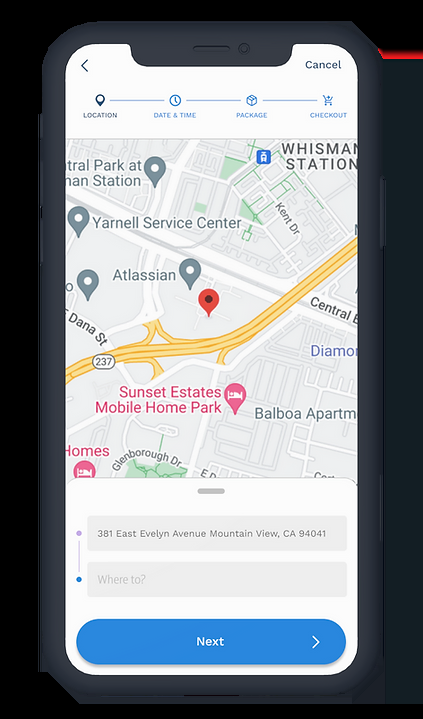 Cancel
LOCATION
DATE & TIME
PACKAGE
CHECKOUT
WHISMAN
STATION
tral Park at
man Station
Kent Dr
Yarnell Service Center
Atlassian
o
Central E
Dana St
237
Diamor
Sunset Estates
Mobile Home Park
Balboa Apartm
Homes
Glenborough Dr
E D
381 East Evelyn Avenue Mountain View, CA 94041
Where to?
Next